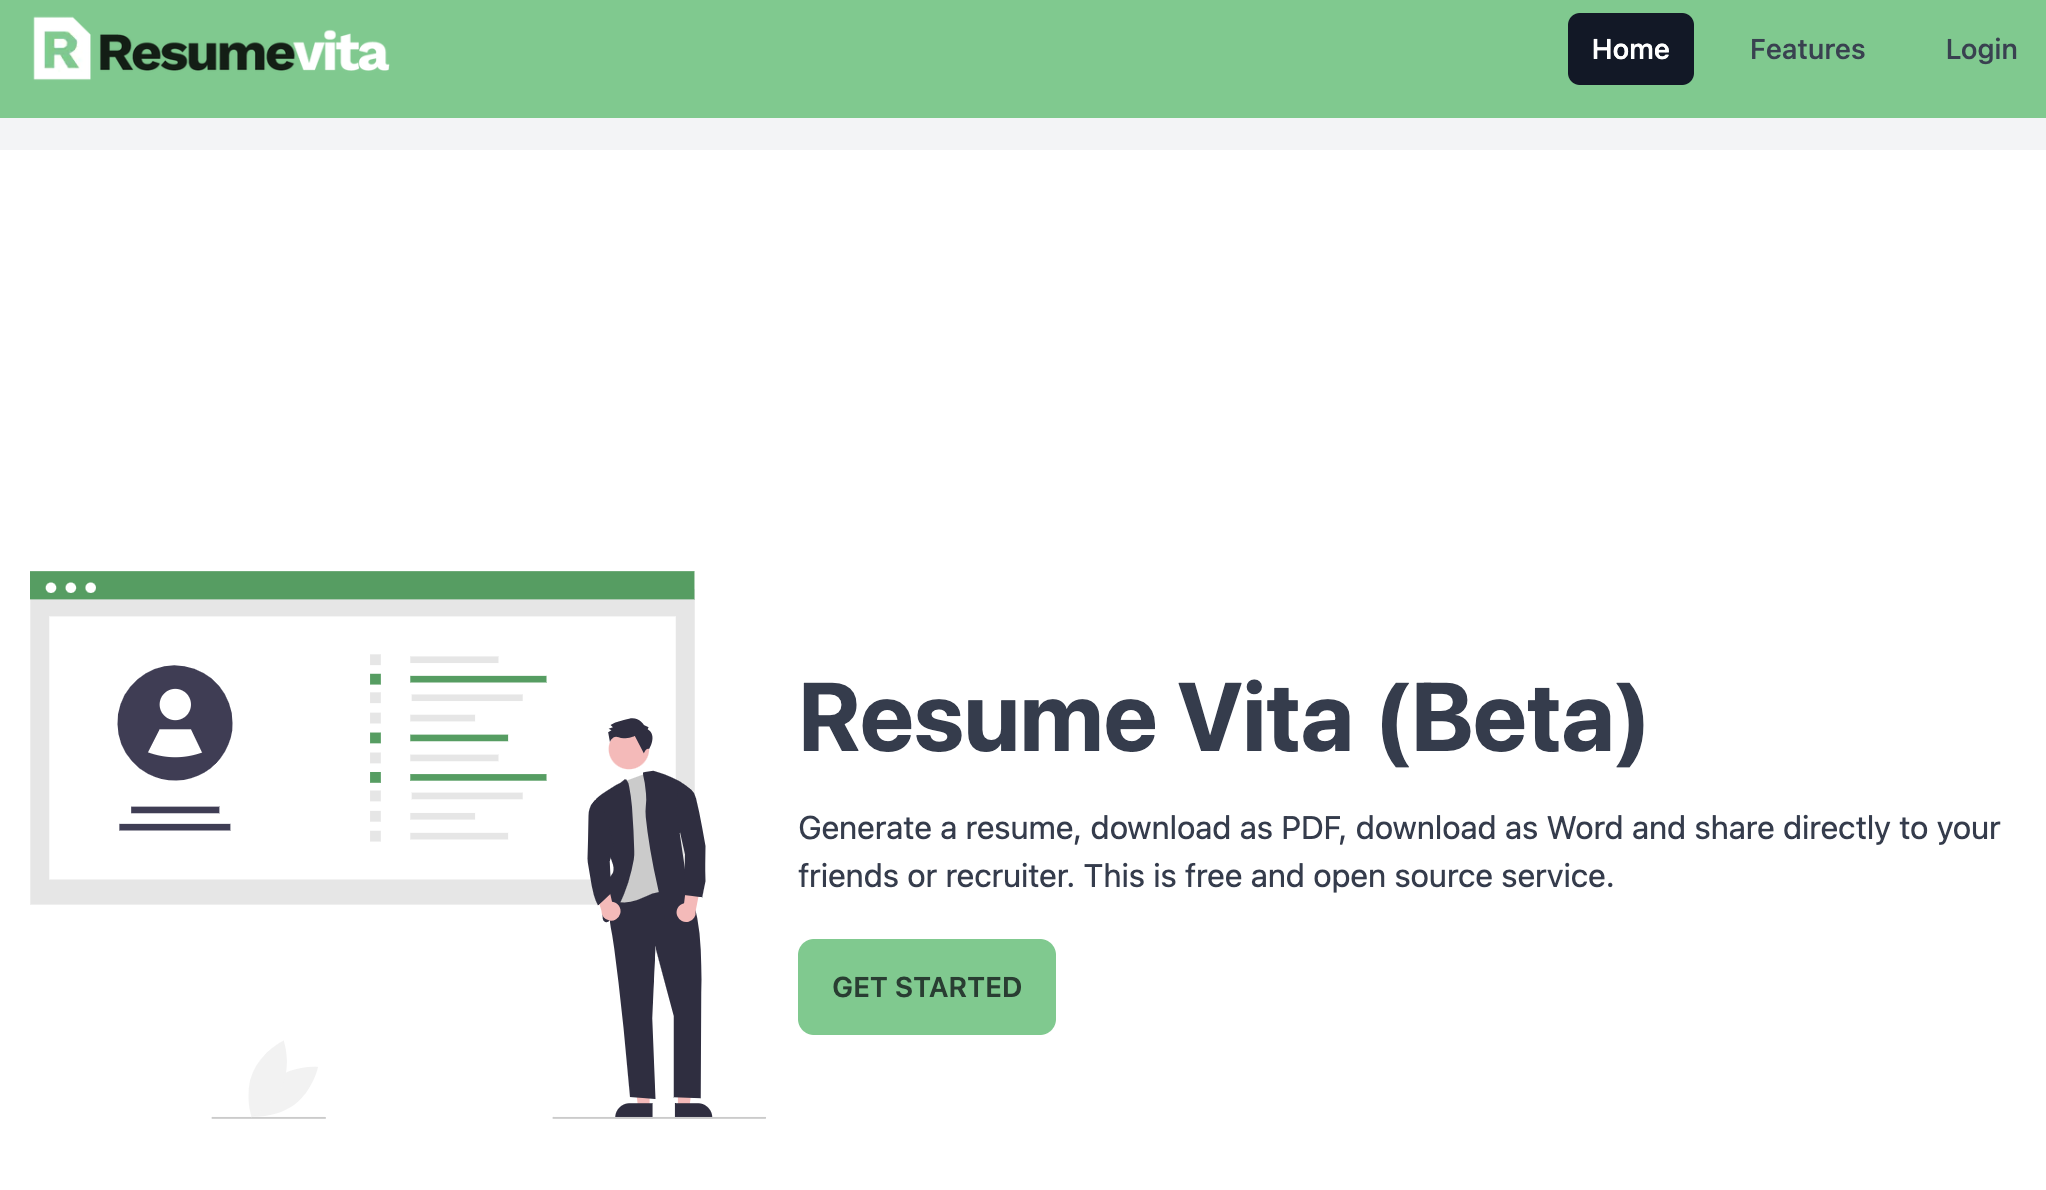 R Resumevita
Home Features Login
Resume Vita (Beta)
Generate a resume, download as PDF, download as Word and share directly to your
friends or recruiter. This is free and open source service.
GET STARTED